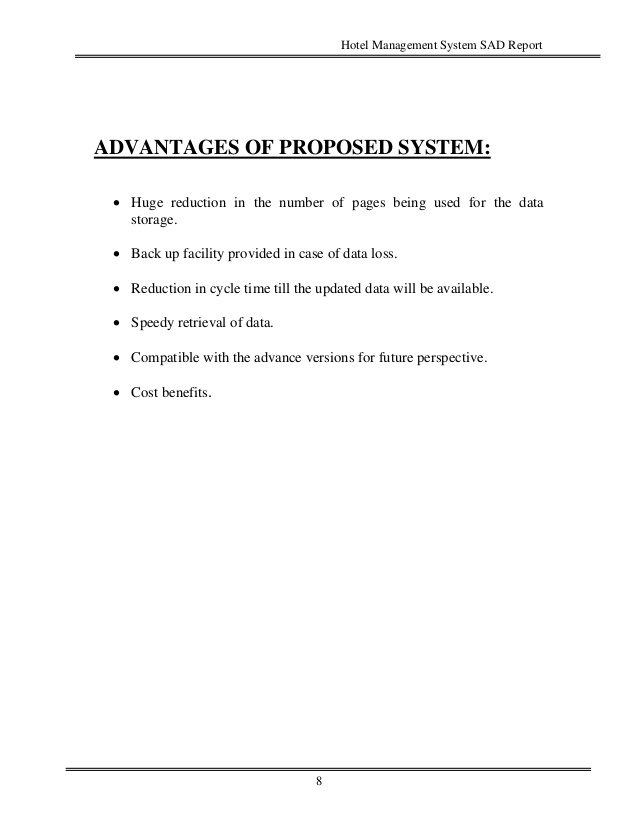 Hotel Management System SAD Report
ADVANTAGES OF PROPOSED SYSTEM:
• Huge reduction in the number of pages being used for the data
storage.
• Back up facility provided in case of data loss.
• Reduction in cycle time till the updated data will be available.
• Speedy retrieval of data.
• Compatible with the advance versions for future perspective.
• Cost benefits.
8